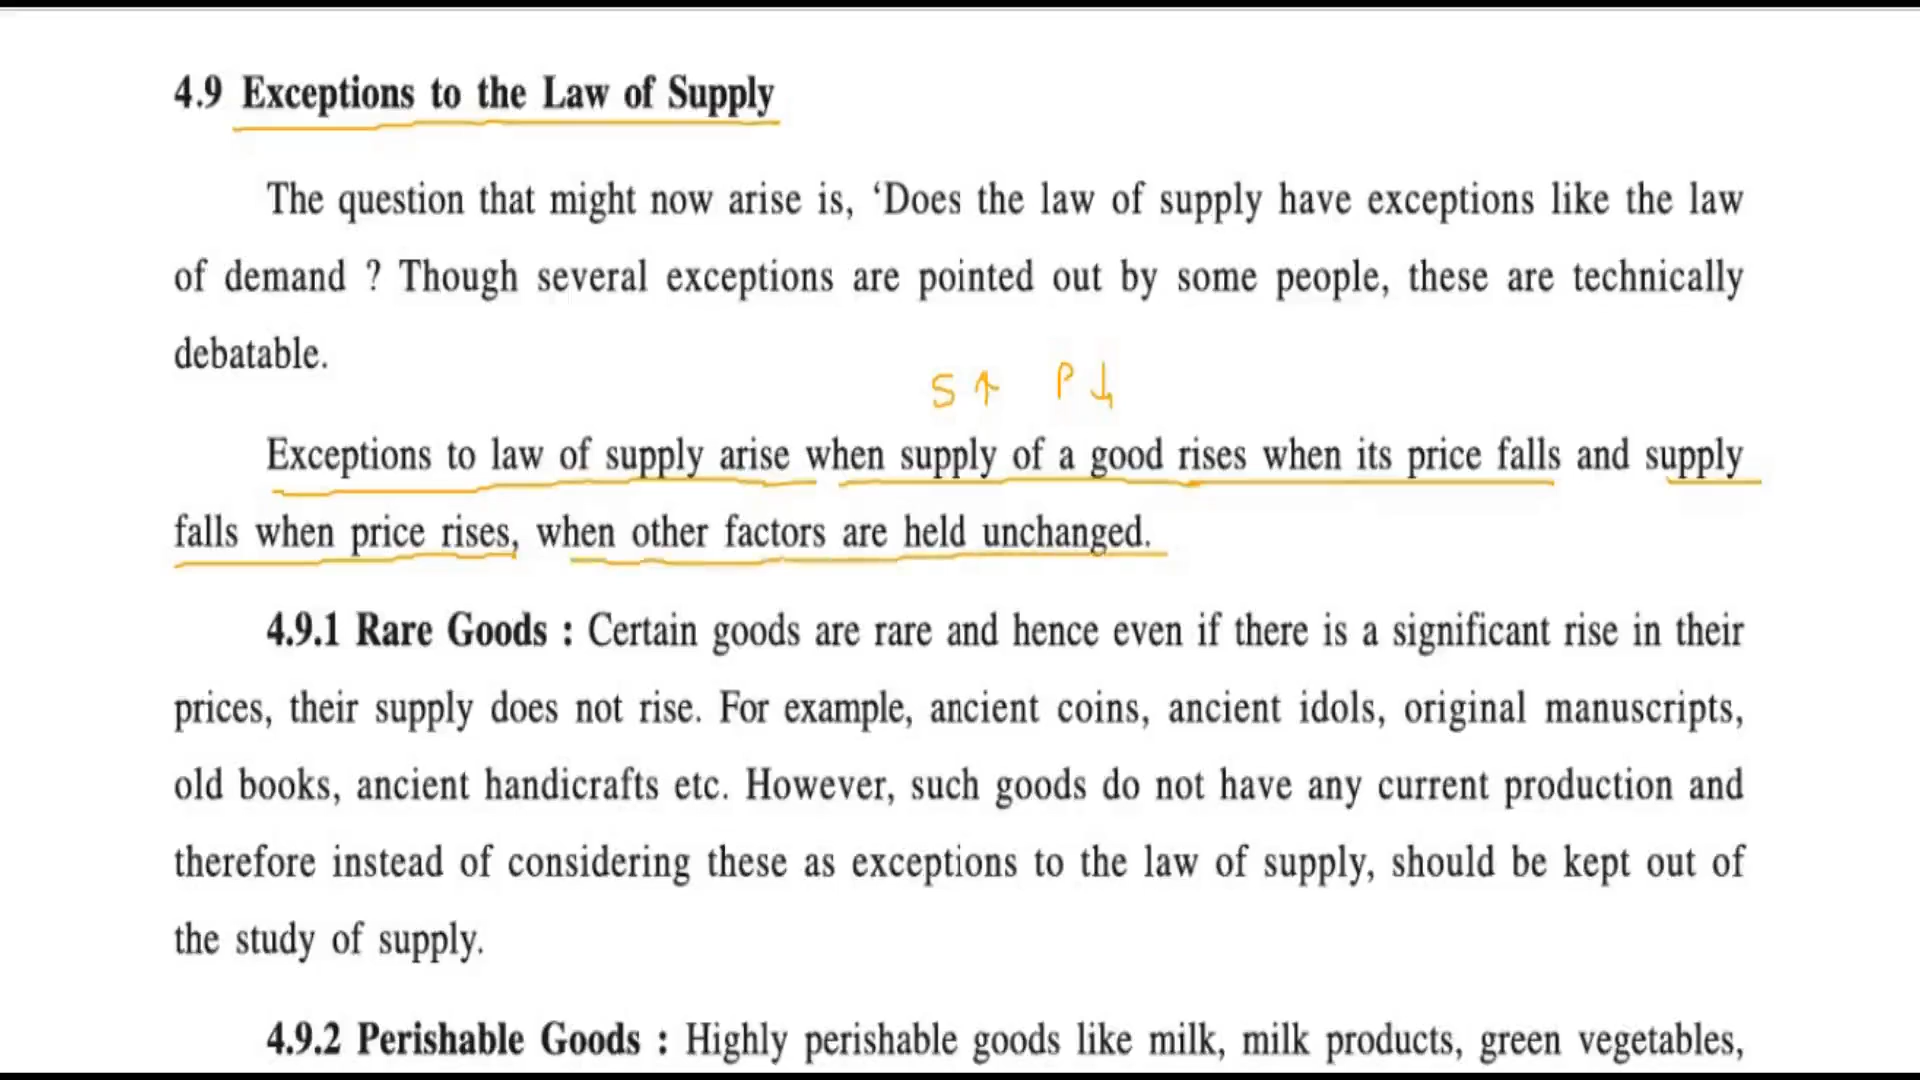 4.9 Exceptions to the Law of Supply
The question that might now arise is, ‘Does the law of supply have exceptions like the law
of demand ? Though several exceptions are pointed out by some people, these are technically
debatable.
S ↑ P ↓
Exceptions to law of supply arise when supply of a good rises when its price falls and supply
falls when price rises, when other factors are held unchanged.
4.9.1 Rare Goods : Certain goods are rare and hence even if there is a significant rise in their
prices, their supply does not rise. For example, ancient coins, ancient idols, original manuscripts,
old books, ancient handicrafts etc. However, such goods do not have any current production and
therefore instead of considering these as exceptions to the law of supply, should be kept out of
the study of supply.
4.9.2 Perishable Goods : Highly perishable goods like milk, milk products, green vegetables,